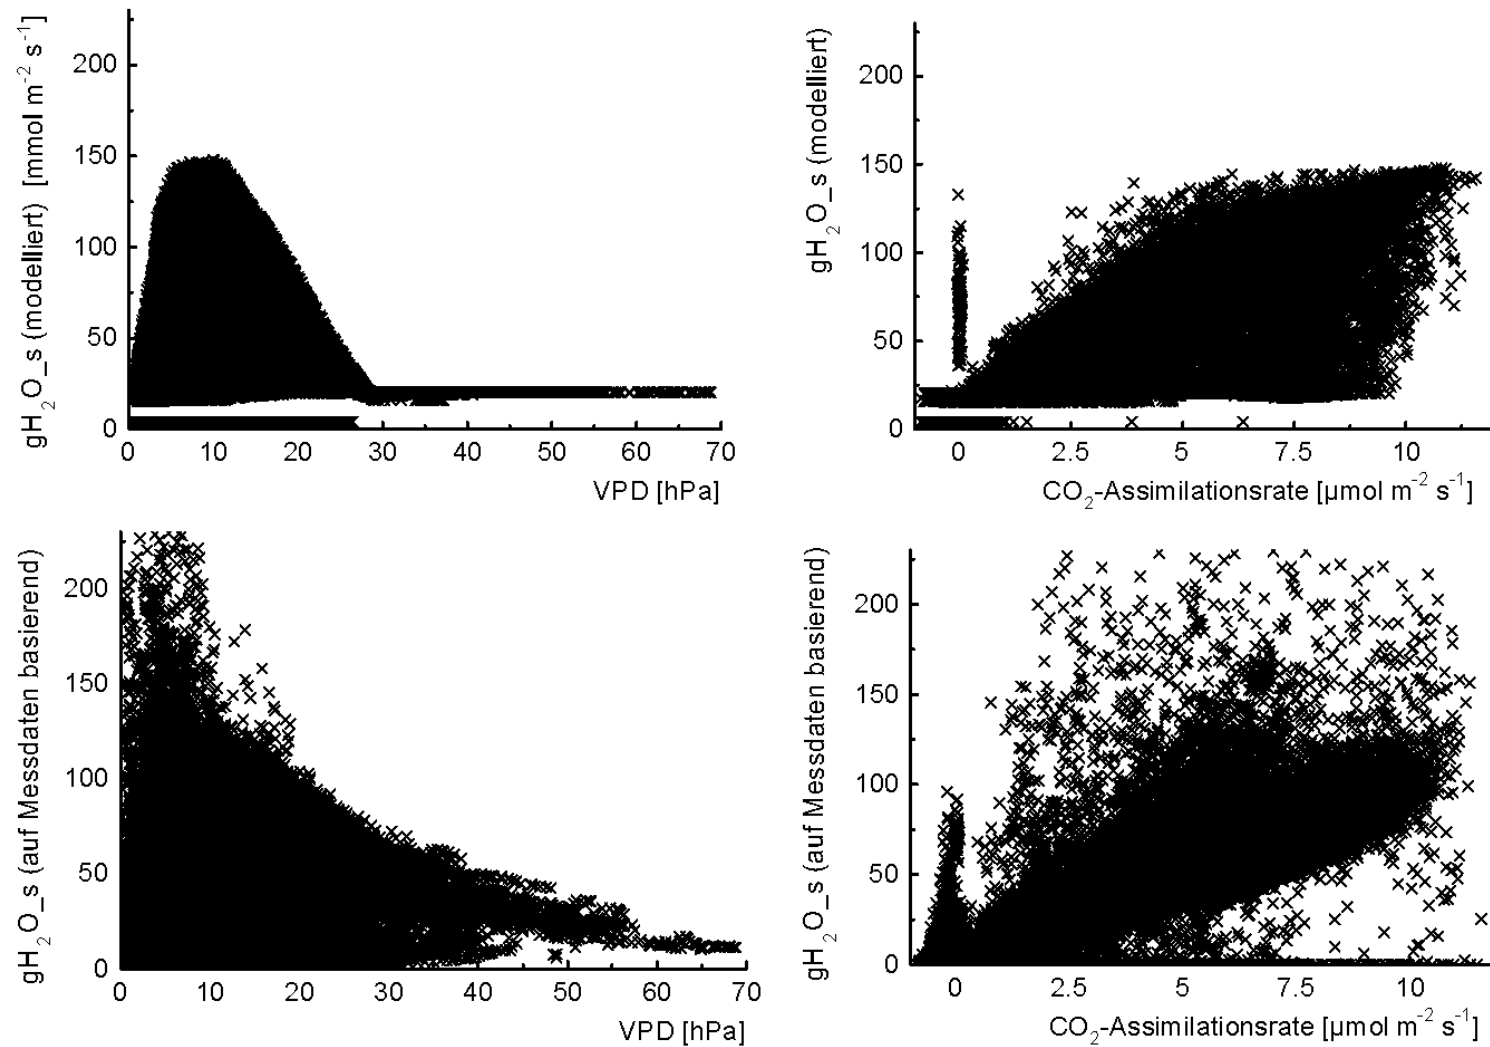 gH₂O_s (modelliert) [mmol m⁻² s⁻¹]
200
150
100
50
0
0 10 20 30 40 50 60 70
VPD [hPa]
gH₂O_s (modelliert)
200
150
100
50
0
0 2.5 5 7.5 10
CO₂-Assimilationsrate [µmol m⁻² s⁻¹]
gH₂O_s (auf Messdaten basierend)
200
150
100
50
0
0 10 20 30 40 50 60 70
VPD [hPa]
gH₂O_s (auf Messdaten basierend)
200
150
100
50
0
0 2.5 5 7.5 10
CO₂-Assimilationsrate [µmol m⁻² s⁻¹]